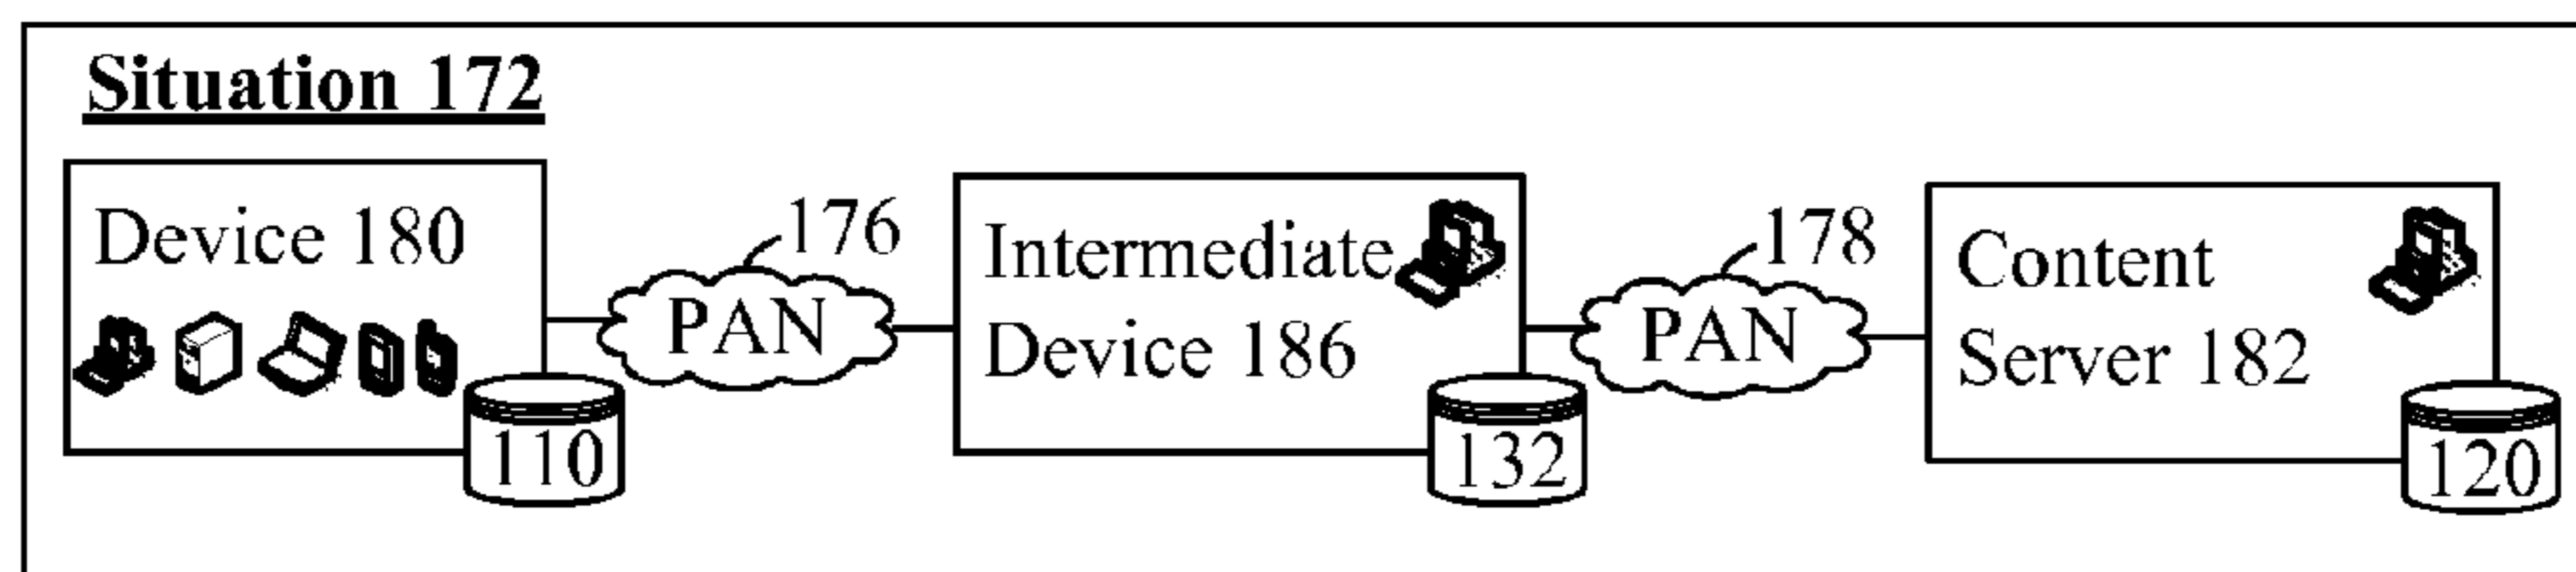 Situation 172
Device 180
176
PAN
110
Intermediate
Device 186
132
178
PAN
Content
Server 182
120